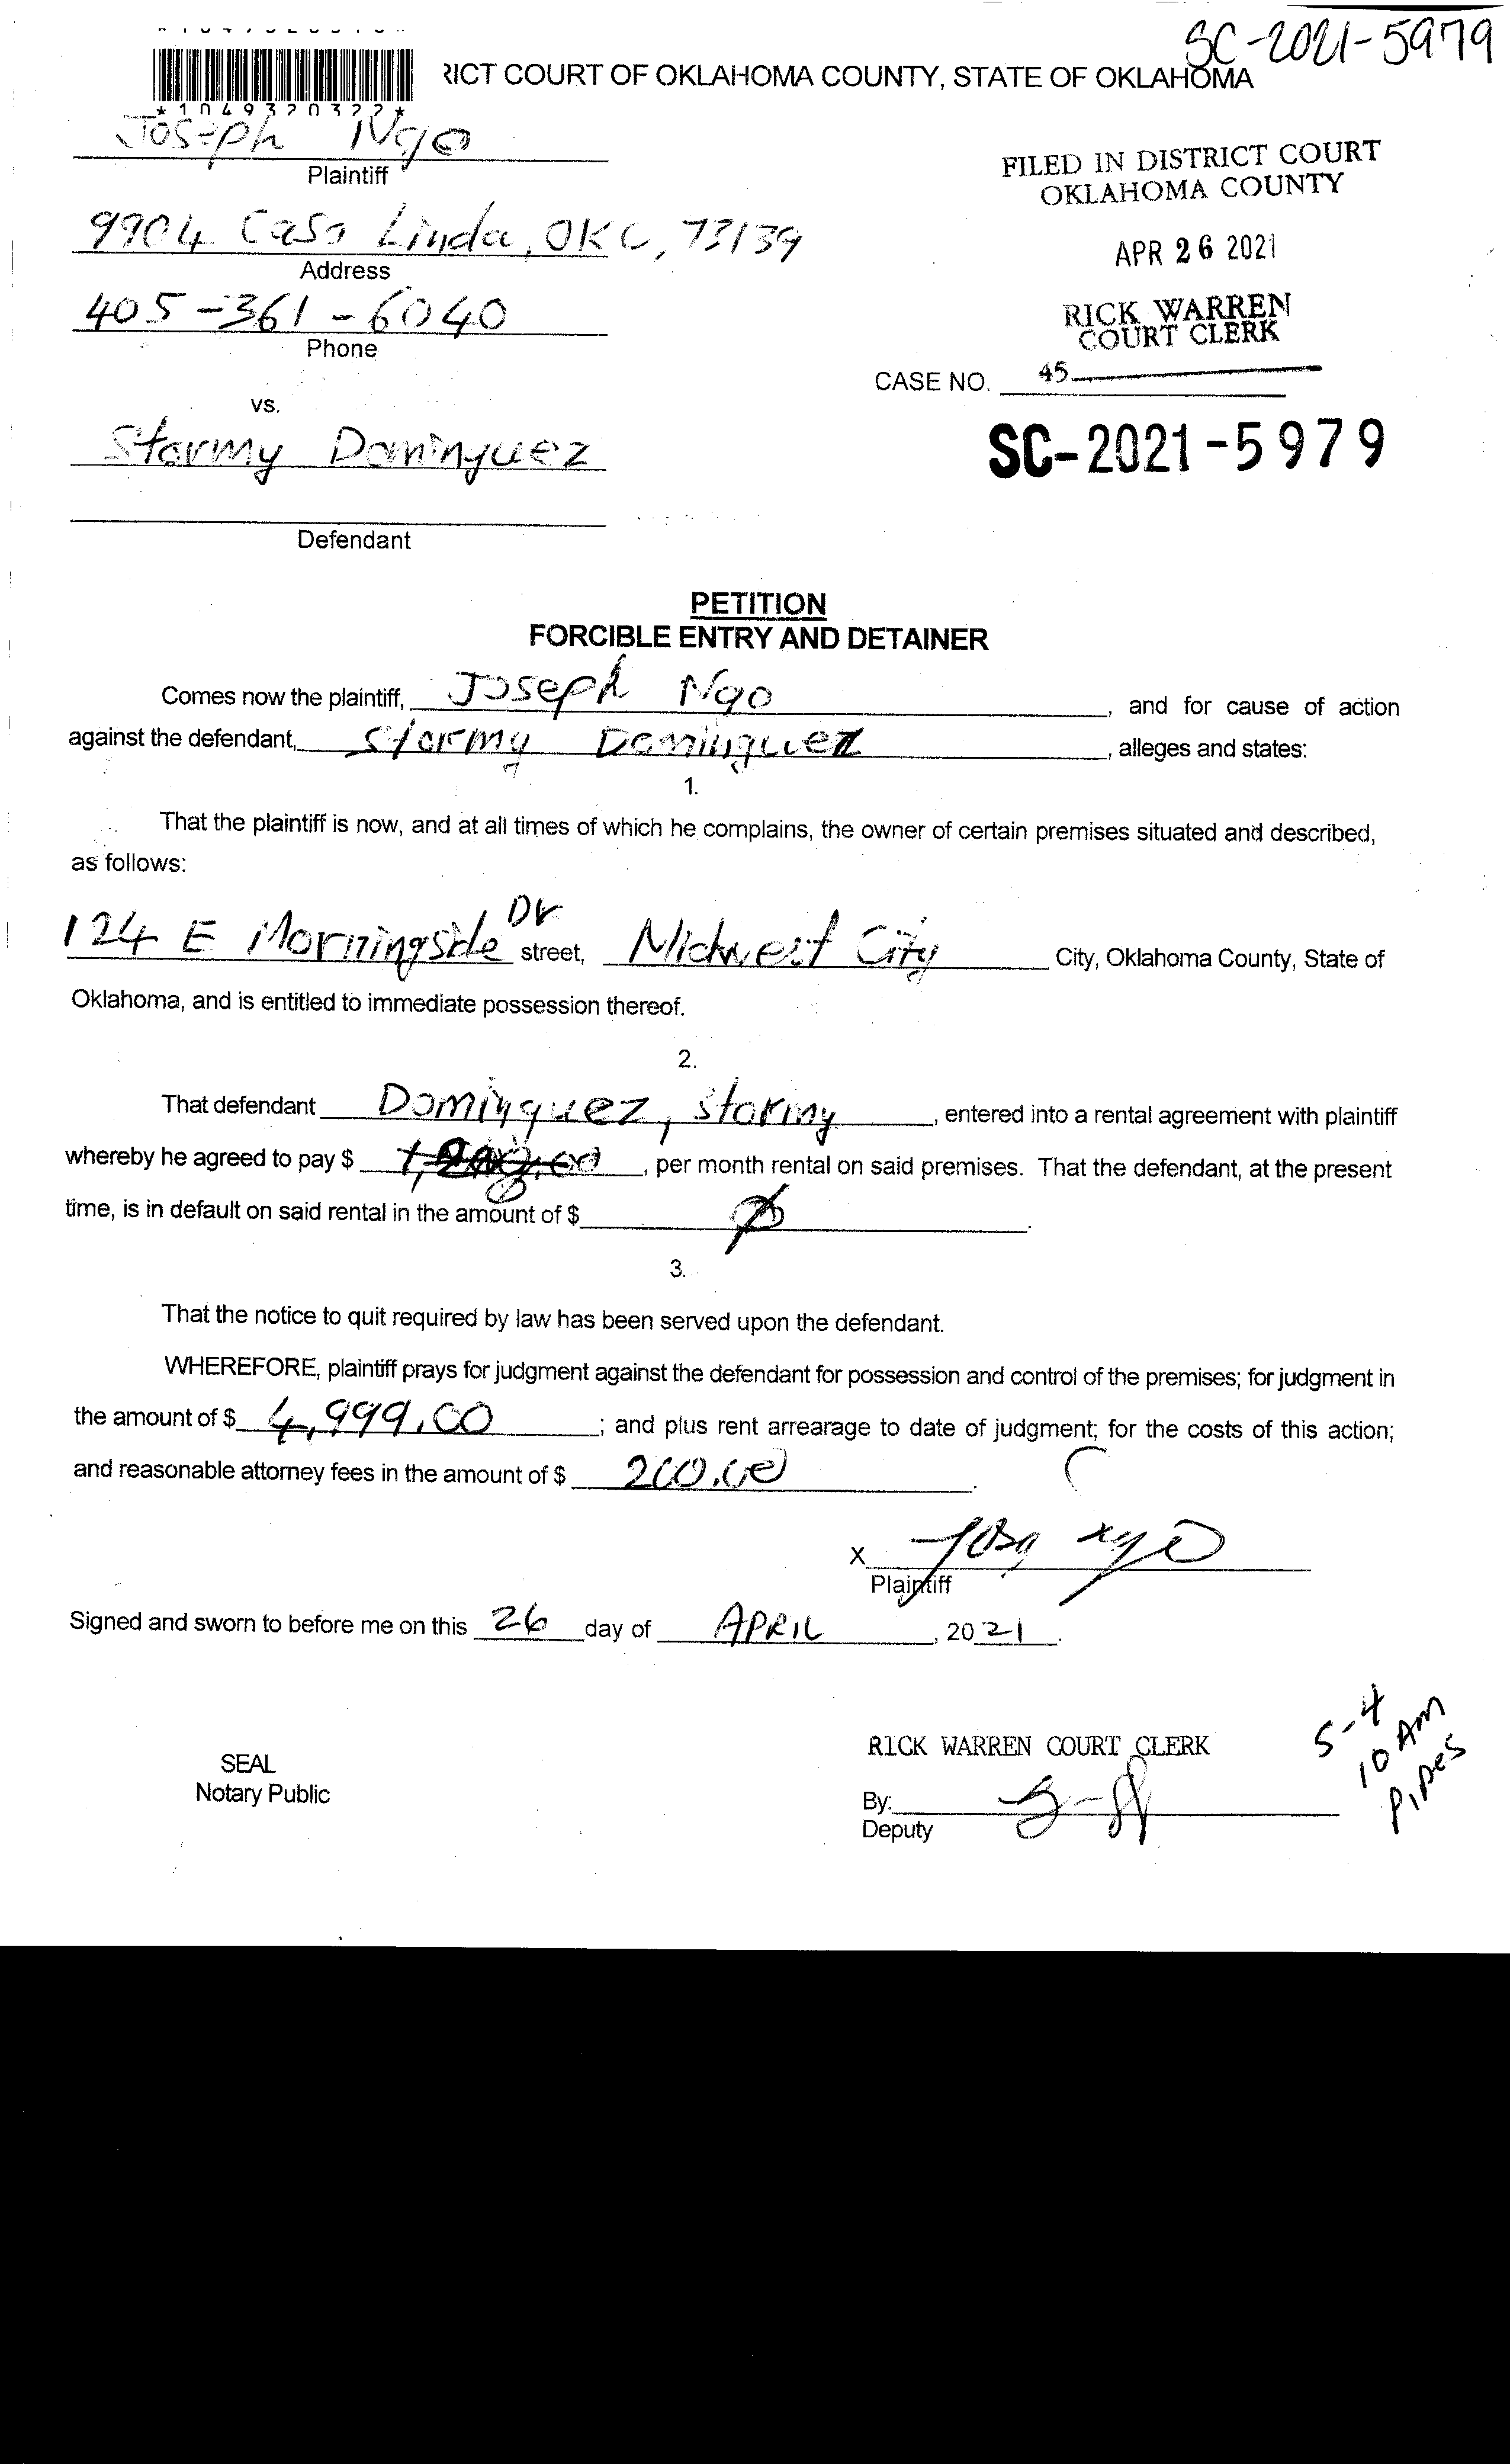 SC-2021-5979
RICT COURT OF OKLAHOMA COUNTY, STATE OF OKLAHOMA
Joseph Ngo
Plaintiff
FILED IN DISTRICT COURT
OKLAHOMA COUNTY
9904 Casa Linda, OKC, 73139
Address
APR 26 2021
405-361-6040
Phone
RICK WARREN
COURT CLERK
CASE NO. 45
vs.
Stormy Dominguez
SC-2021-5979
Defendant
PETITION
FORCIBLE ENTRY AND DETAINER
Comes now the plaintiff, Joseph Ngo, and for cause of action
against the defendant, Stormy Dominguez, alleges and states:
1.
That the plaintiff is now, and at all times of which he complains, the owner of certain premises situated and described,
as follows:
124 E Morningside Dr street, Midwest City City, Oklahoma County, State of
Oklahoma, and is entitled to immediate possession thereof.
2.
That defendant Dominguez, stormy, entered into a rental agreement with plaintiff
whereby he agreed to pay $, per month rental on said premises. That the defendant, at the present
time, is in default on said rental in the amount of $.
3.
That the notice to quit required by law has been served upon the defendant.
WHEREFORE, plaintiff prays for judgment against the defendant for possession and control of the premises; for judgment in
the amount of $ 4,999.00; and plus rent arrearage to date of judgment; for the costs of this action;
and reasonable attorney fees in the amount of $ 200.00.
X
Plaintiff
Signed and sworn to before me on this 26 day of APRIL, 2021.
5-4
10 AM
Pipes
RICK WARREN COURT CLERK
SEAL
Notary Public
By:
Deputy